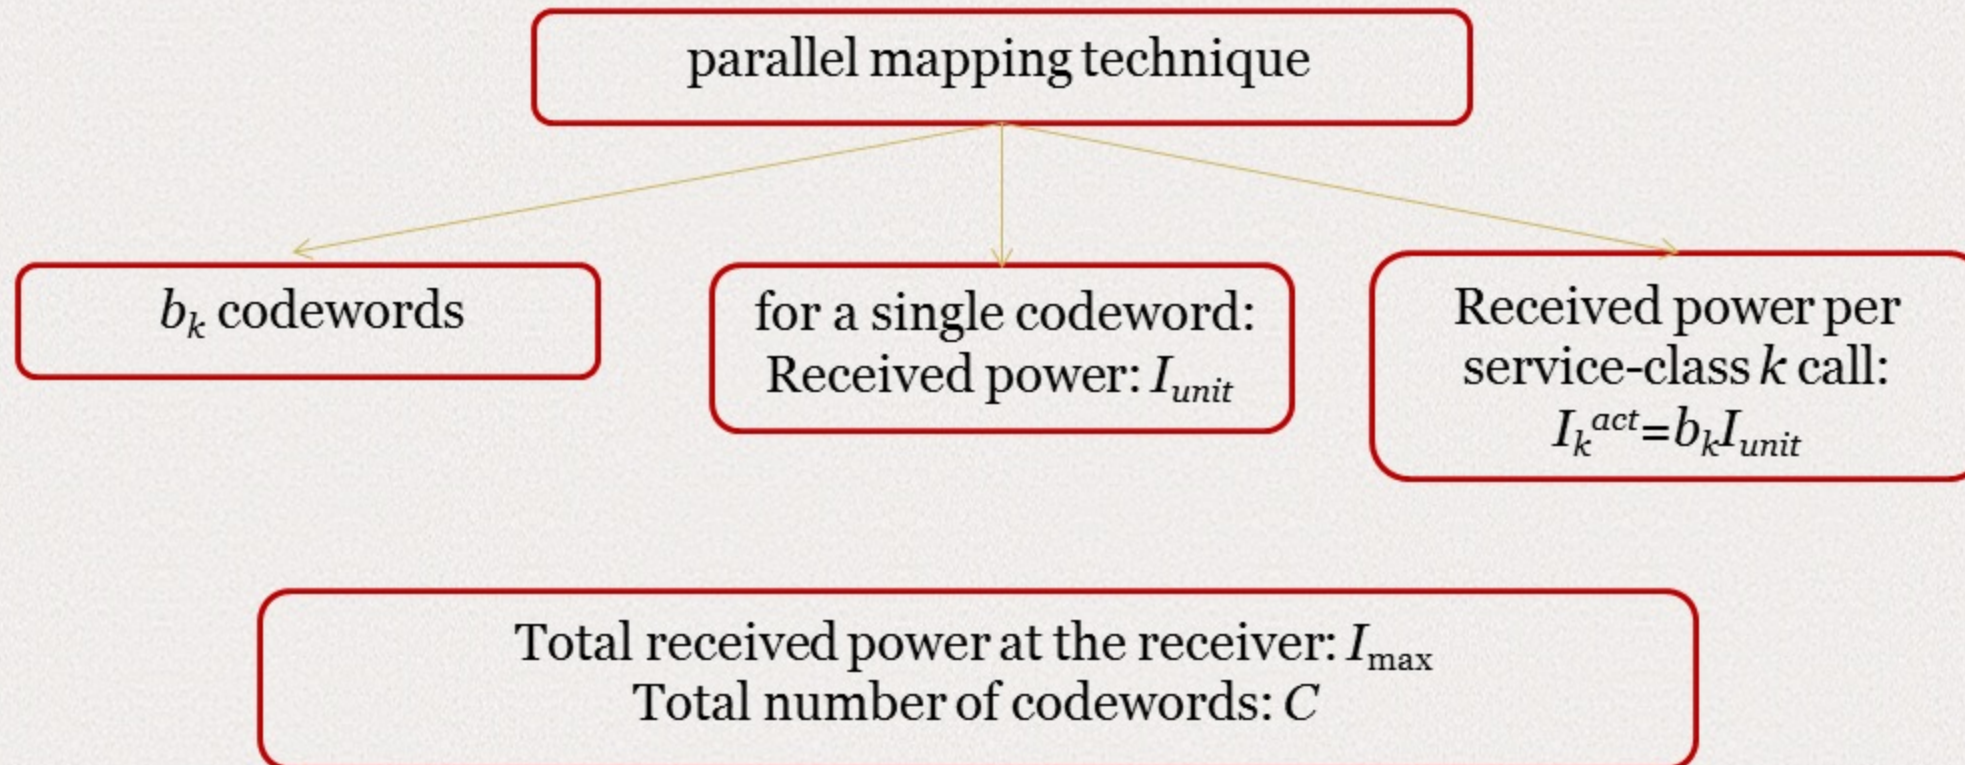 parallel mapping technique
b_k codewords
for a single codeword:
Received power: I_unit
Received power per
service-class k call:
I_k^act=b_kI_unit
Total received power at the receiver: I_max
Total number of codewords: C